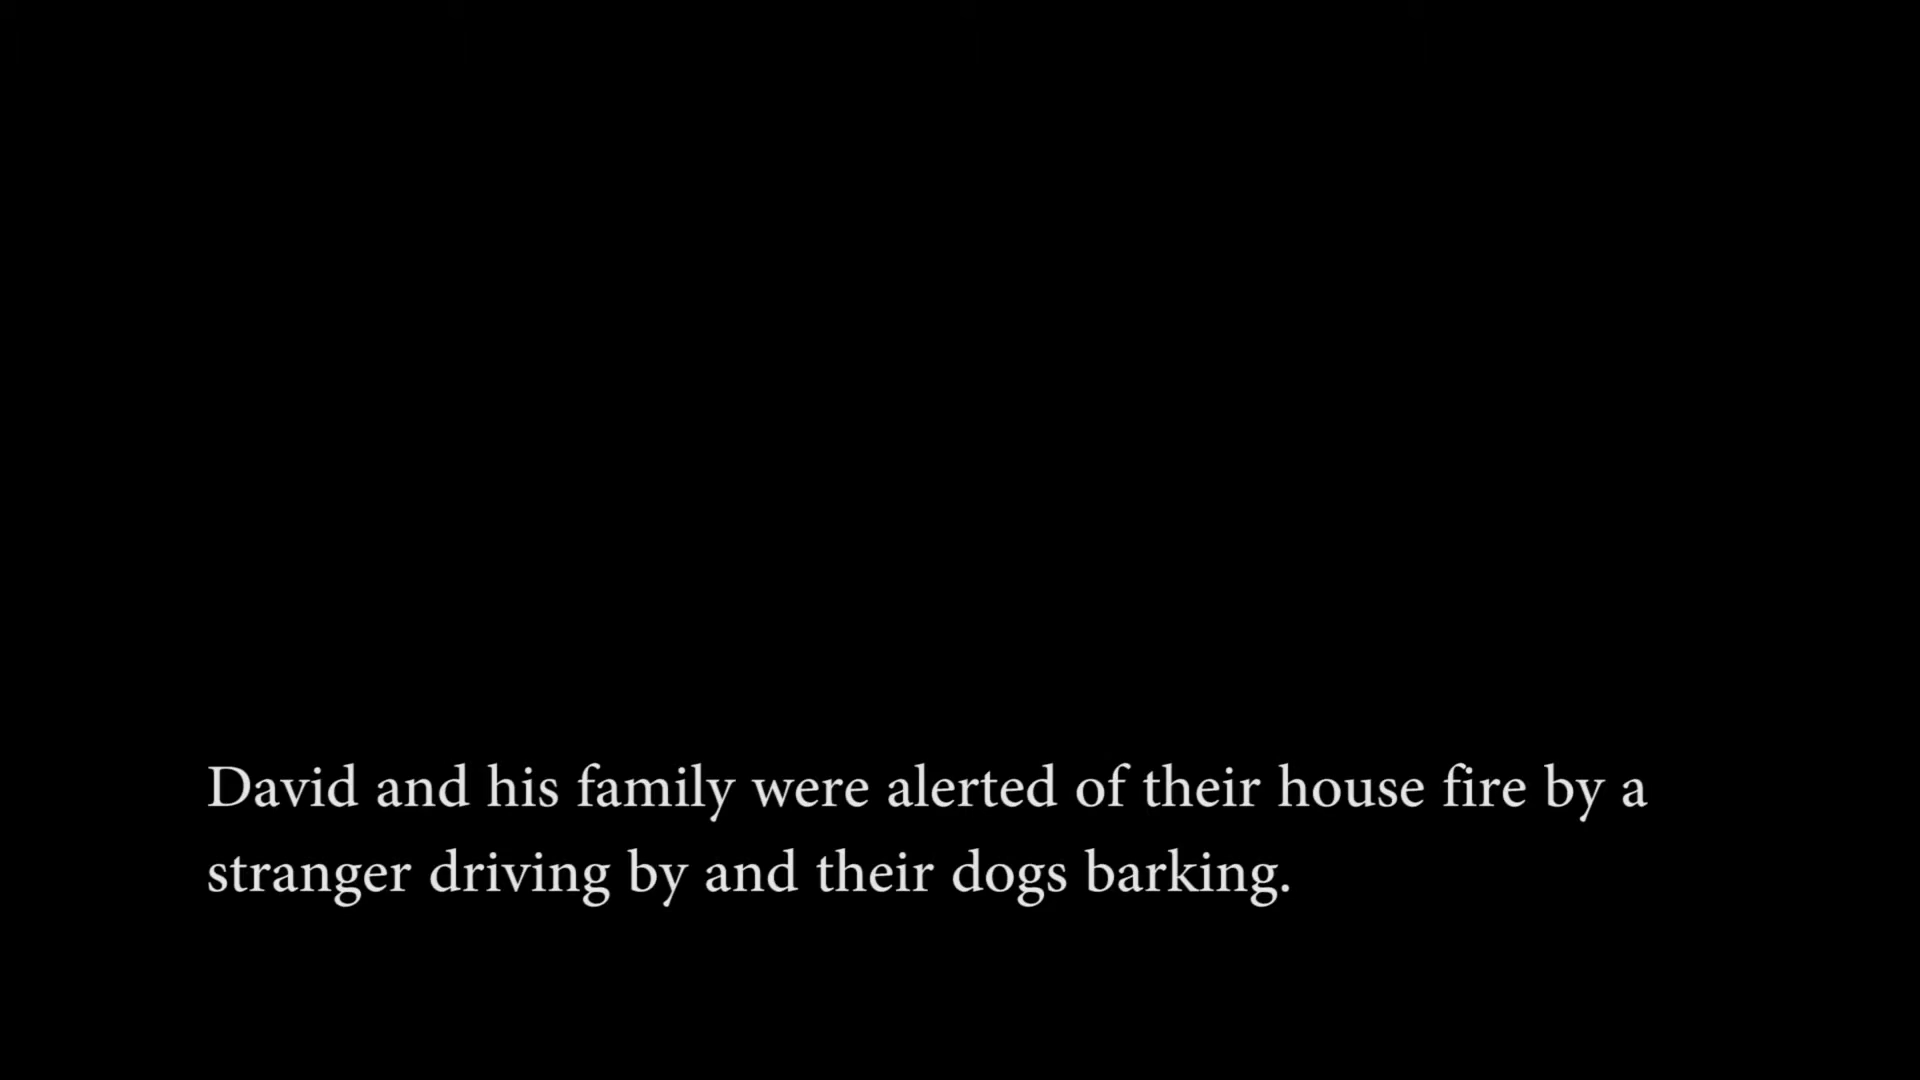 David and his family were alerted of their house fire by a
stranger driving by and their dogs barking.